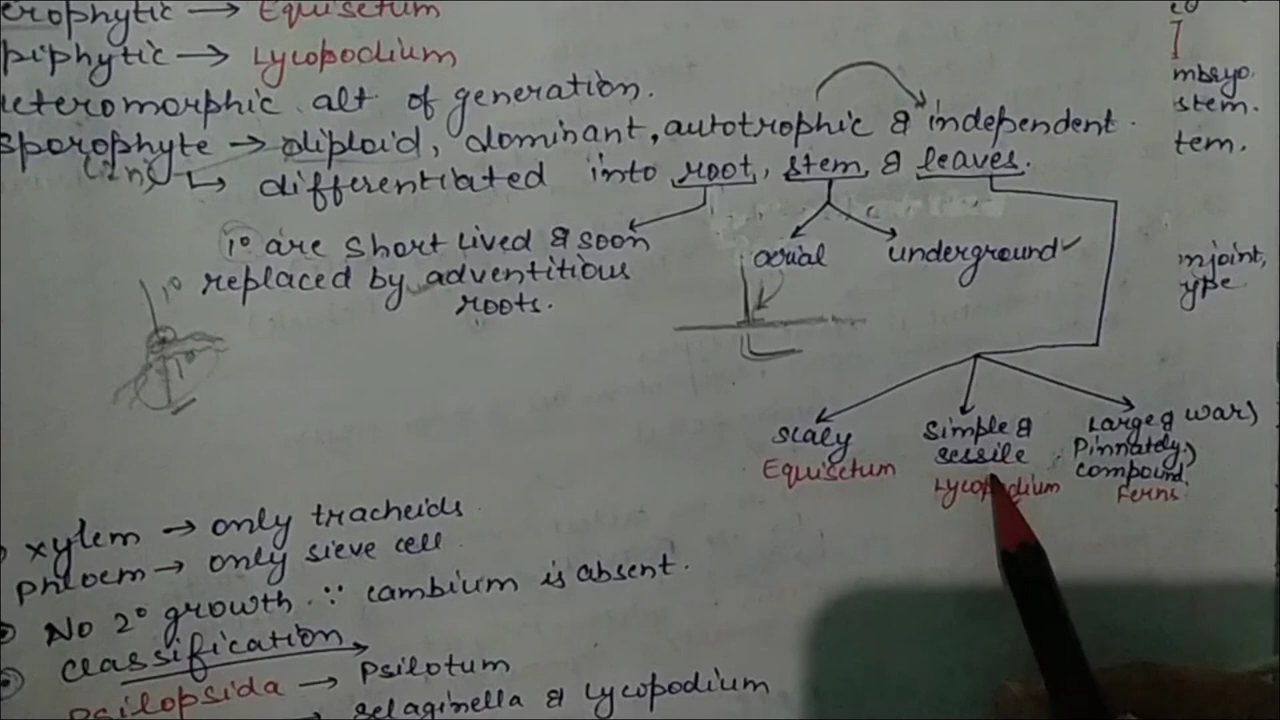 erophytic → Equisetum
piphytic → Lycopodium
eteromorphic alt of generation.
sporophyte → diploid, dominant, autotrophic & independent.
(2n) ↳ differentiated into root, stem, & leaves.
1° are short lived & soon
replaced by adventitious
roots.
aerial
underground
1°
1°
scaly
Equisetum
simple &
sessile
Lycopodium
Large &
Pinnately
compound
Ferns
xylem → only tracheids
Phloem → only sieve cell
No 2° growth ∵ cambium is absent.
classification
psilopsida → Psilotum
→ selaginella & Lycopodium
mbryo.
stem.
tem.
njoint,
ype